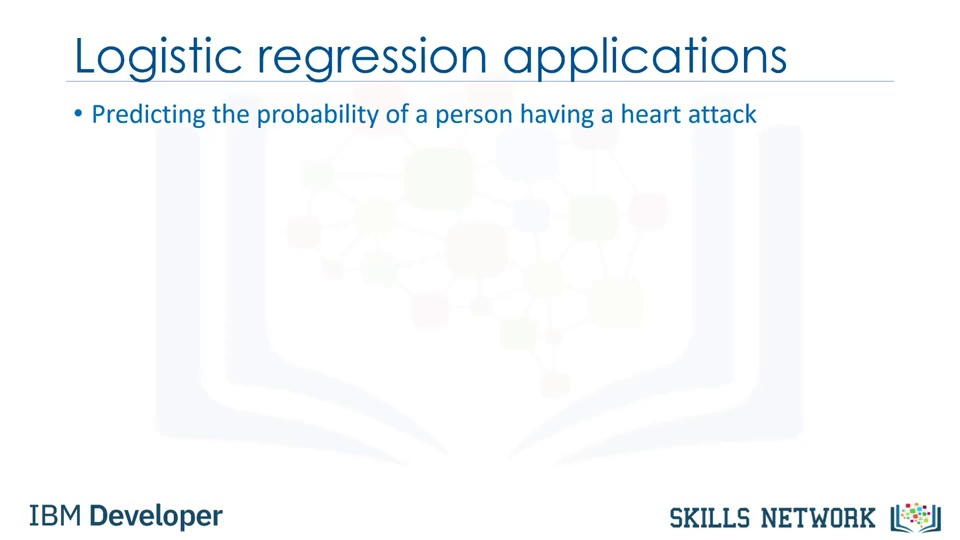 Logistic regression applications
• Predicting the probability of a person having a heart attack
IBM Developer
SKILLS NETWORK